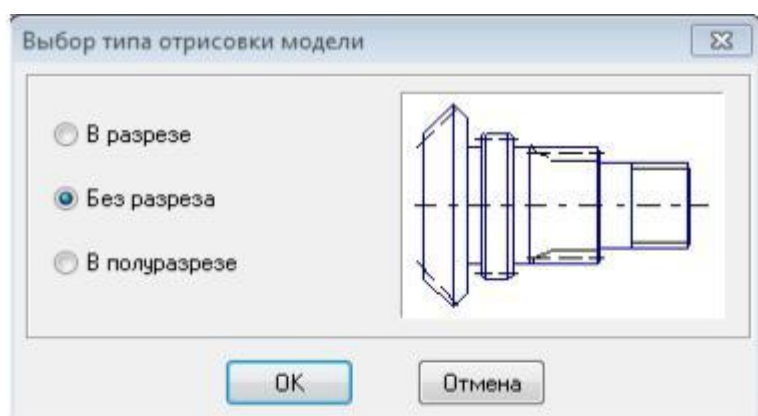 Выбор типа отрисовки модели
В разрезе
Без разреза
В полуразрезе
OK
Отмена